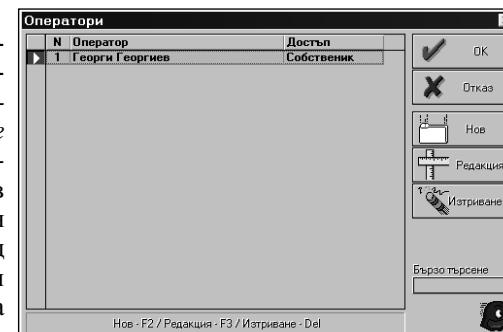 Оператори
N Оператор Достъп
1 Георги Георгиев Собственик
OK
Отказ
Нов
Редакция
Изтриване
Бързо търсене
Нов - F2 / Редакция - F3 / Изтриване - Del